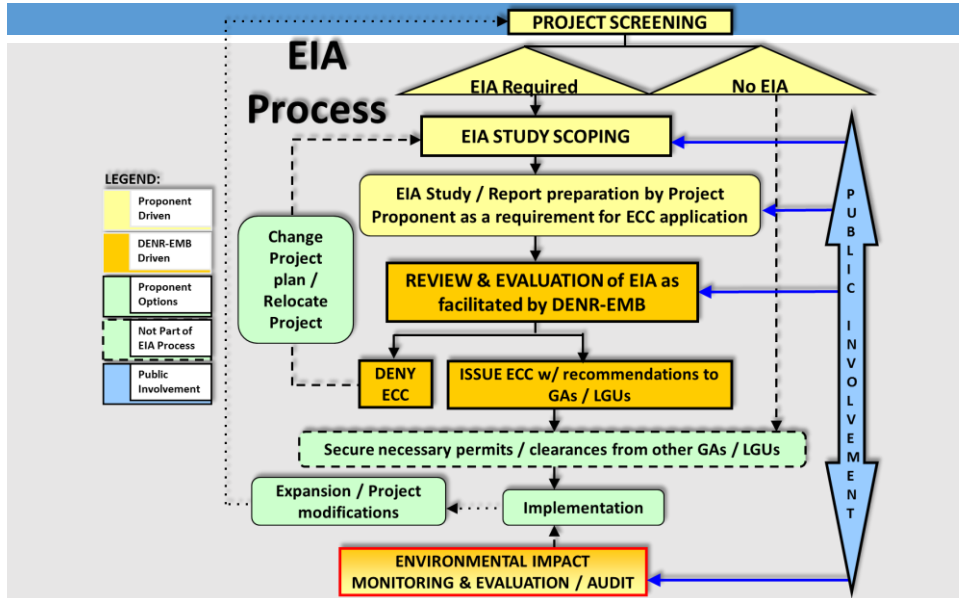 PROJECT SCREENING
EIA
Process
EIA Required
No EIA
EIA STUDY SCOPING
EIA Study / Report preparation by Project
Proponent as a requirement for ECC application
LEGEND:
Proponent
Driven
DENR-EMB
Driven
Proponent
Options
Not Part of
EIA Process
Public
Involvement
Change
Project
plan /
Relocate
Project
REVIEW & EVALUATION of EIA as
facilitated by DENR-EMB
DENY
ECC
ISSUE ECC w/ recommendations to
GAs / LGUs
Secure necessary permits / clearances from other GAs / LGUs
Expansion / Project
modifications
Implementation
ENVIRONMENTAL IMPACT
MONITORING & EVALUATION / AUDIT
PUBLIC INVOLVEMENT